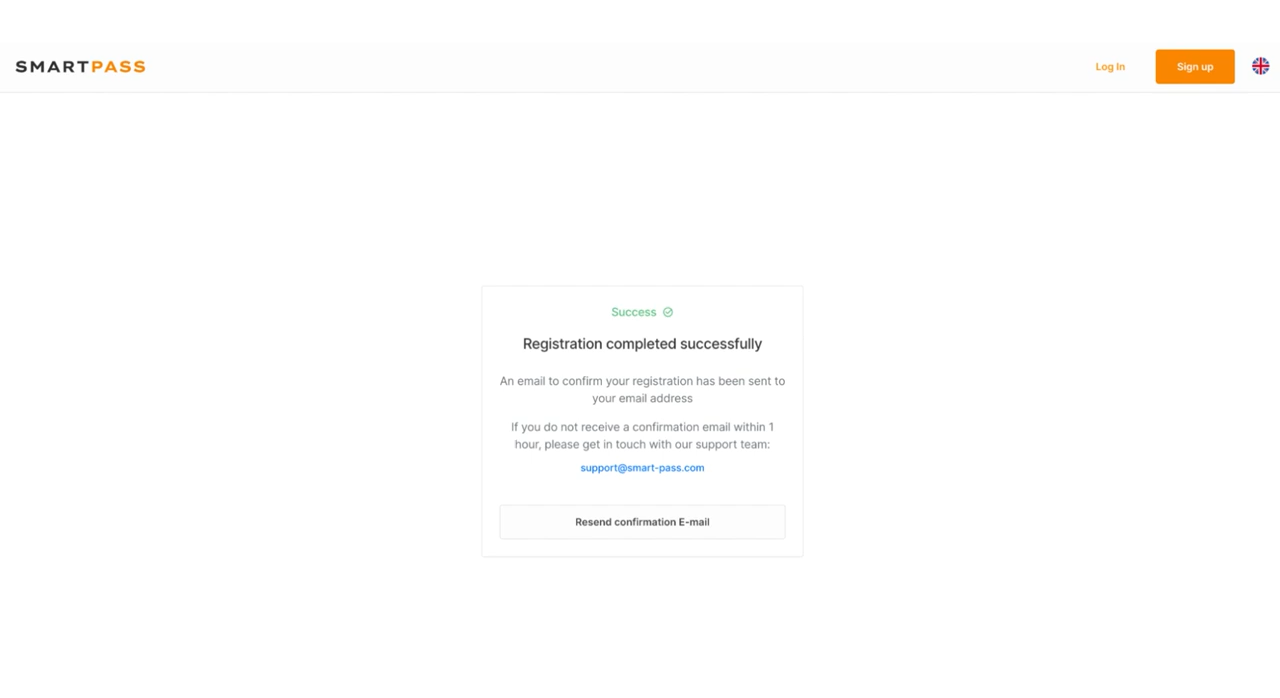 SMARTPASS
Log In
Sign up
Success
Registration completed successfully
An email to confirm your registration has been sent to
your email address
If you do not receive a confirmation email within 1
hour, please get in touch with our support team:
support@smart-pass.com
Resend confirmation E-mail